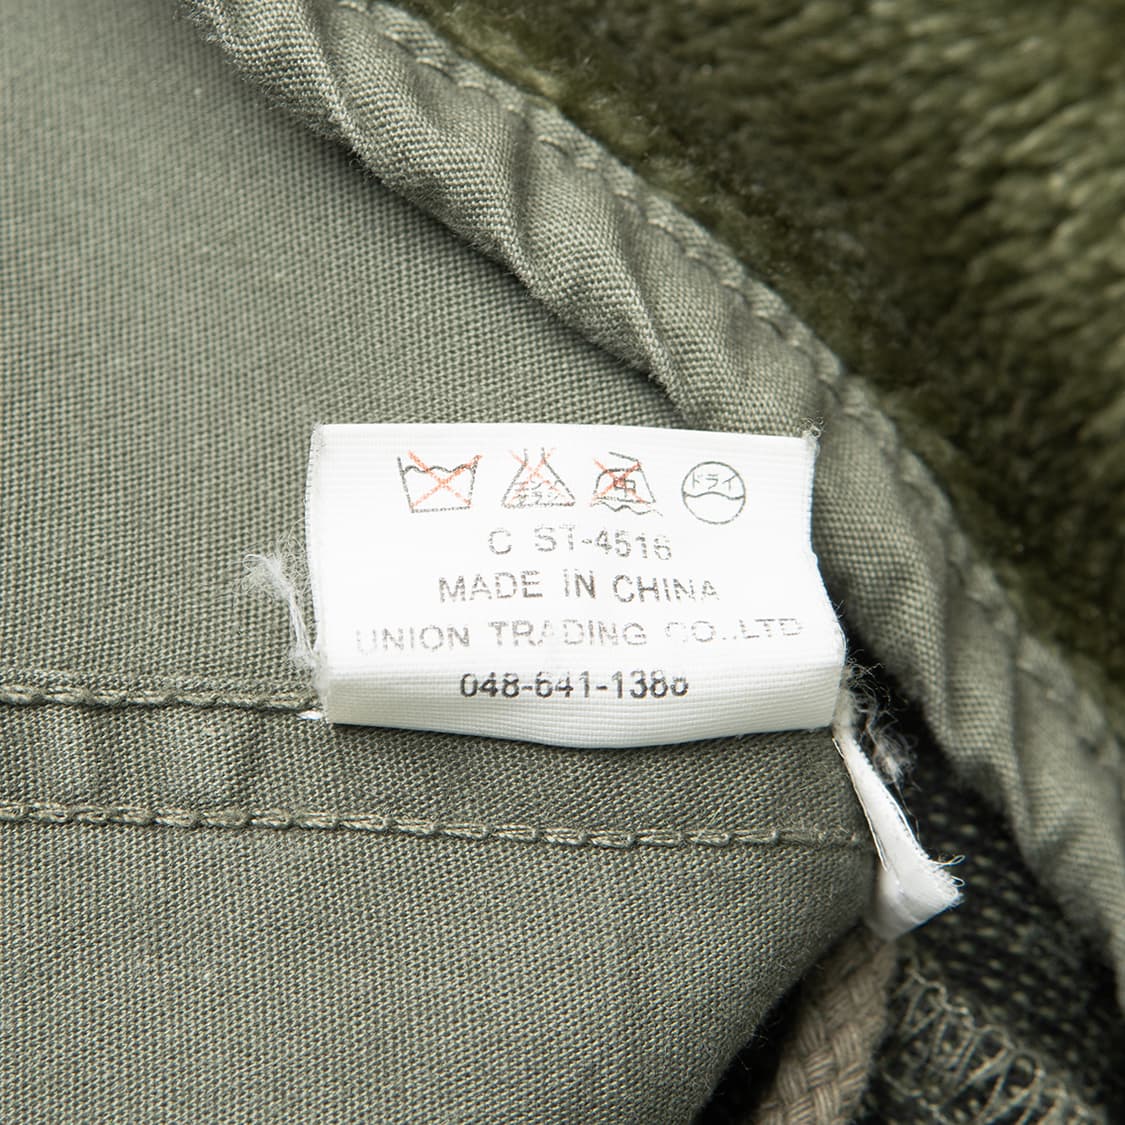 ドライ
C ST-4516
MADE IN CHINA
UNION TRADING CO.,LTD
048-641-1386